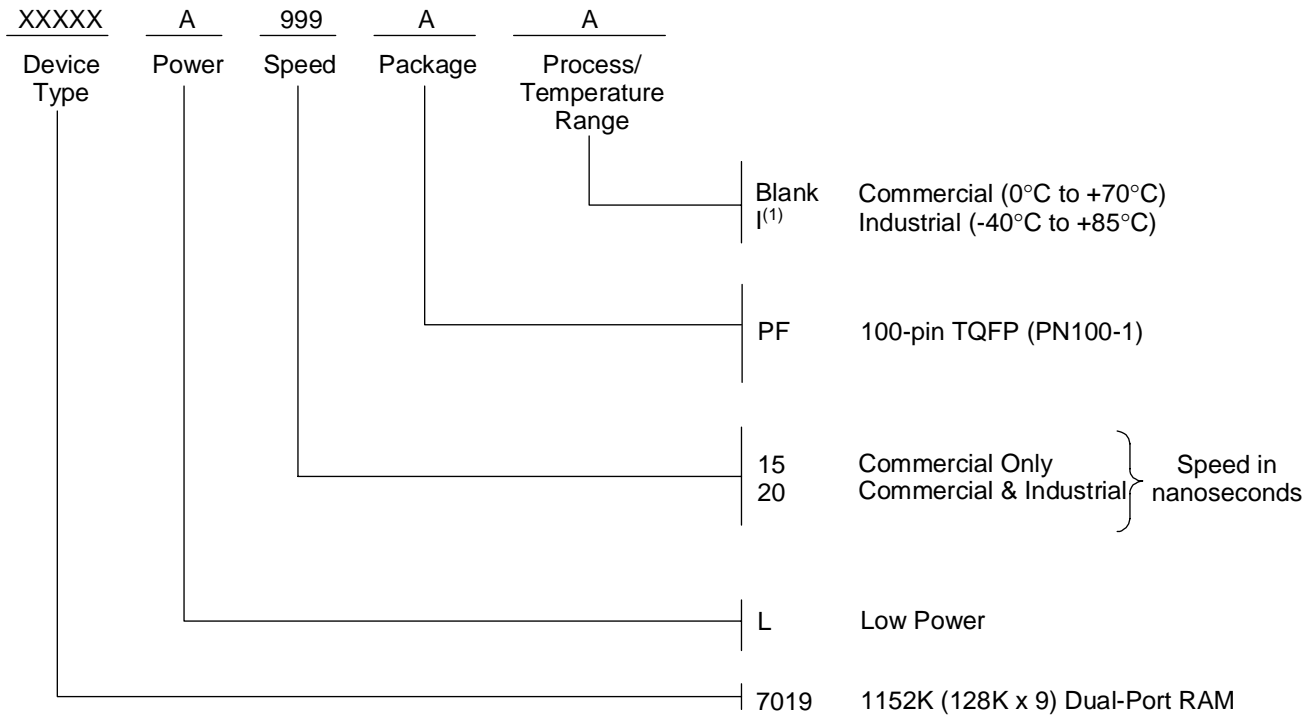 XXXXX A 999 A A
Device Type Power Speed Package Process/ Temperature Range
Blank Commercial (0°C to +70°C)
I(1) Industrial (-40°C to +85°C)
PF 100-pin TQFP (PN100-1)
15 Commercial Only
20 Commercial & Industrial
Speed in
nanoseconds
L Low Power
7019 1152K (128K x 9) Dual-Port RAM